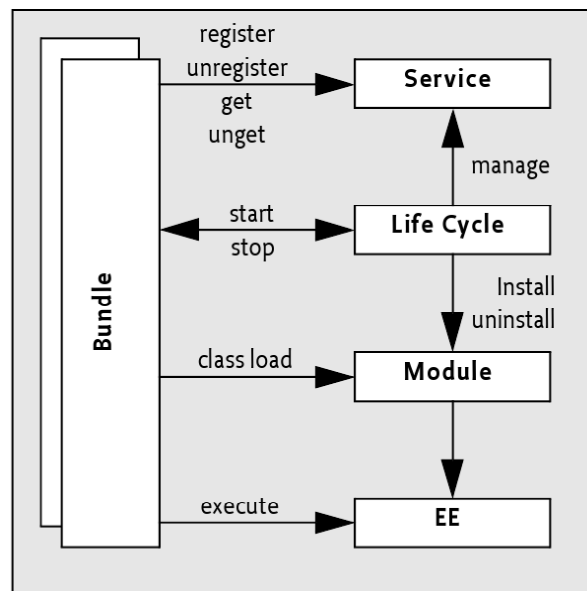 register
unregister
get
unget
Service
manage
start
stop
Life Cycle
Install
uninstall
Bundle
class load
Module
execute
EE